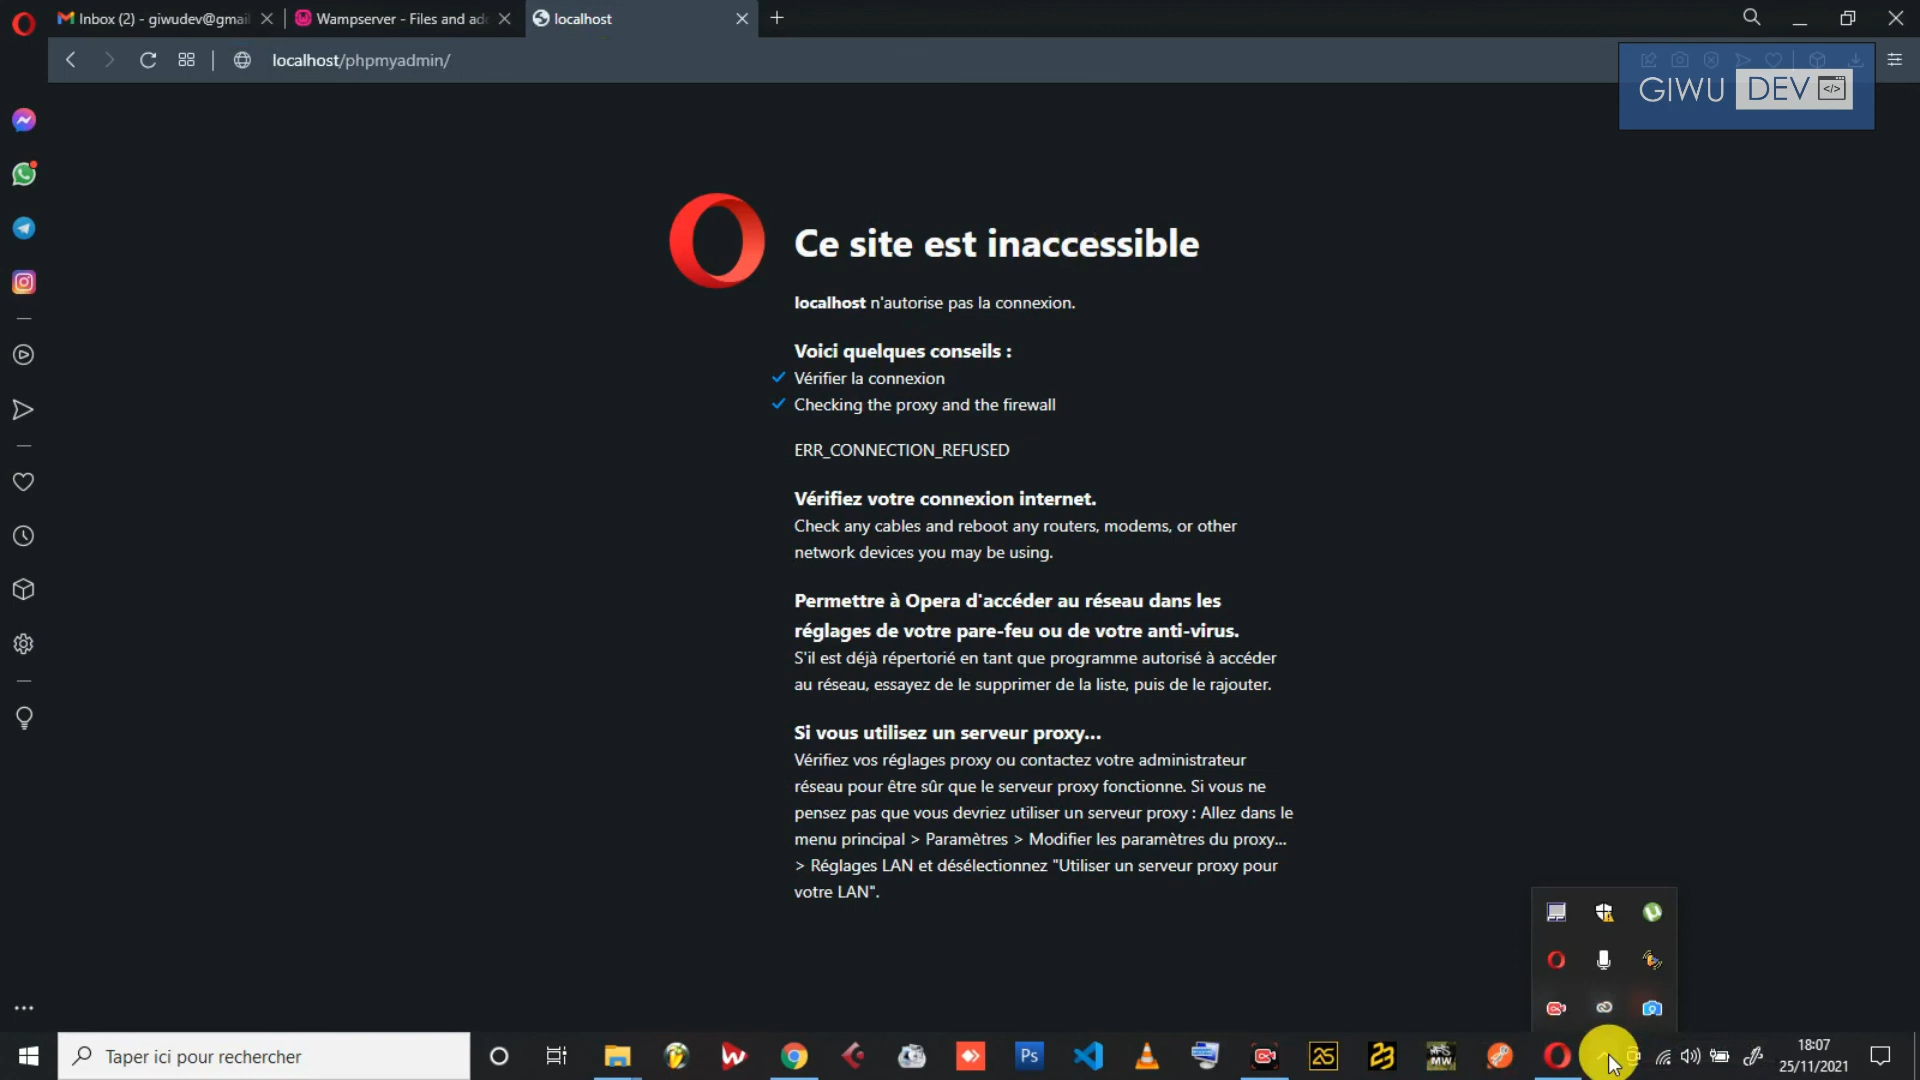 Inbox (2) - giwudev@gmail
Wampserver - Files and ad
localhost
localhost/phpmyadmin/
GIWU DEV </>
Ce site est inaccessible
localhost n'autorise pas la connexion.
Voici quelques conseils :
Vérifier la connexion
Checking the proxy and the firewall
ERR_CONNECTION_REFUSED
Vérifiez votre connexion internet.
Check any cables and reboot any routers, modems, or other
network devices you may be using.
Permettre à Opera d'accéder au réseau dans les
réglages de votre pare-feu ou de votre anti-virus.
S'il est déjà répertorié en tant que programme autorisé à accéder
au réseau, essayez de le supprimer de la liste, puis de le rajouter.
Si vous utilisez un serveur proxy...
Vérifiez vos réglages proxy ou contactez votre administrateur
réseau pour être sûr que le serveur proxy fonctionne. Si vous ne
pensez pas que vous devriez utiliser un serveur proxy : Allez dans le
menu principal > Paramètres > Modifier les paramètres du proxy...
> Réglages LAN et désélectionnez "Utiliser un serveur proxy pour
votre LAN".
Taper ici pour rechercher
Ps
MW
18:07
25/11/2021